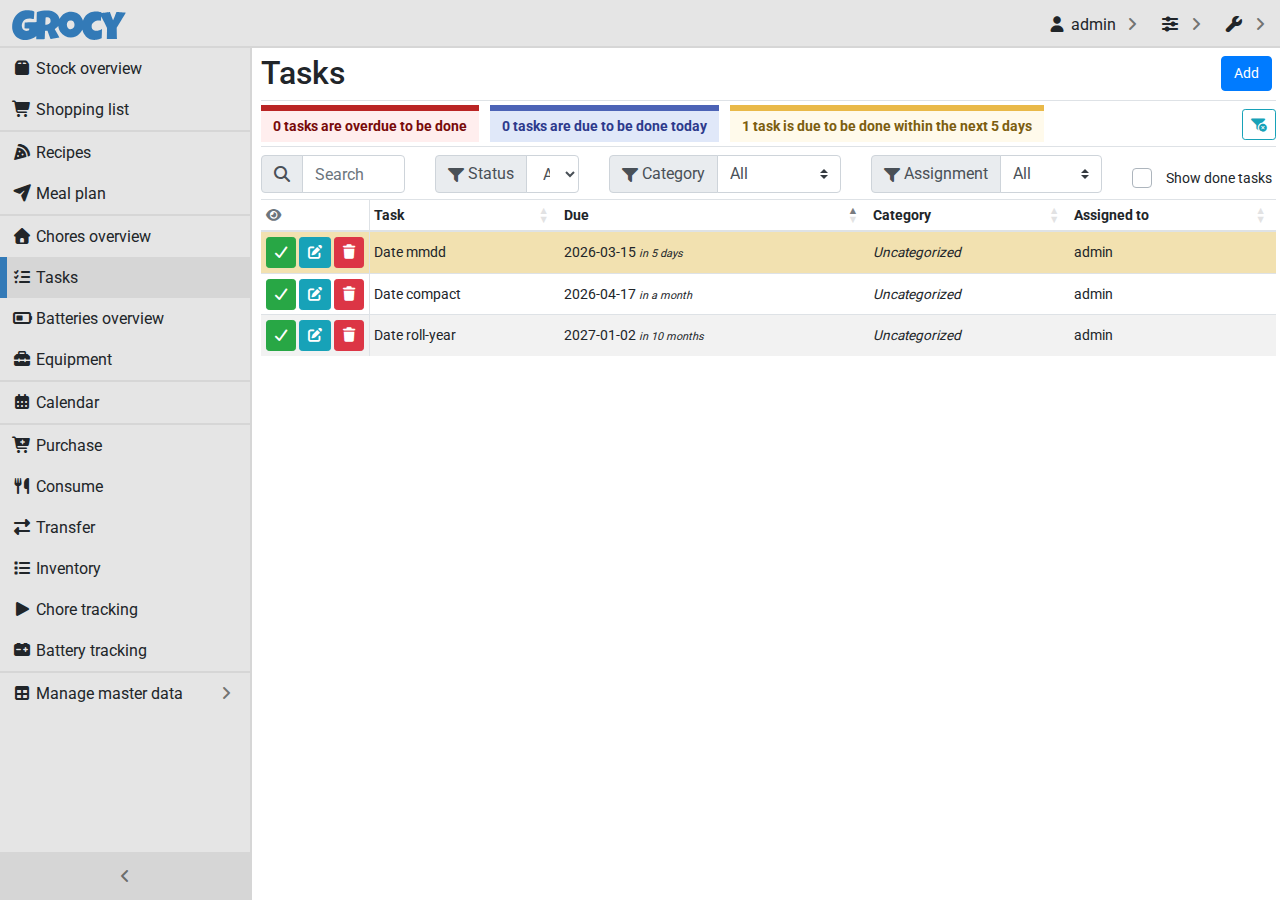 GROCY
admin
Stock overview
Shopping list
Recipes
Meal plan
Chores overview
Tasks
Batteries overview
Equipment
Calendar
Purchase
Consume
Transfer
Inventory
Chore tracking
Battery tracking
Manage master data
Tasks
Add
0 tasks are overdue to be done
0 tasks are due to be done today
1 task is due to be done within the next 5 days
Search
Status
Category
All
Assignment
All
Show done tasks
Task Due Category Assigned to
Date mmdd 2026-03-15 in 5 days Uncategorized admin
Date compact 2026-04-17 in a month Uncategorized admin
Date roll-year 2027-01-02 in 10 months Uncategorized admin